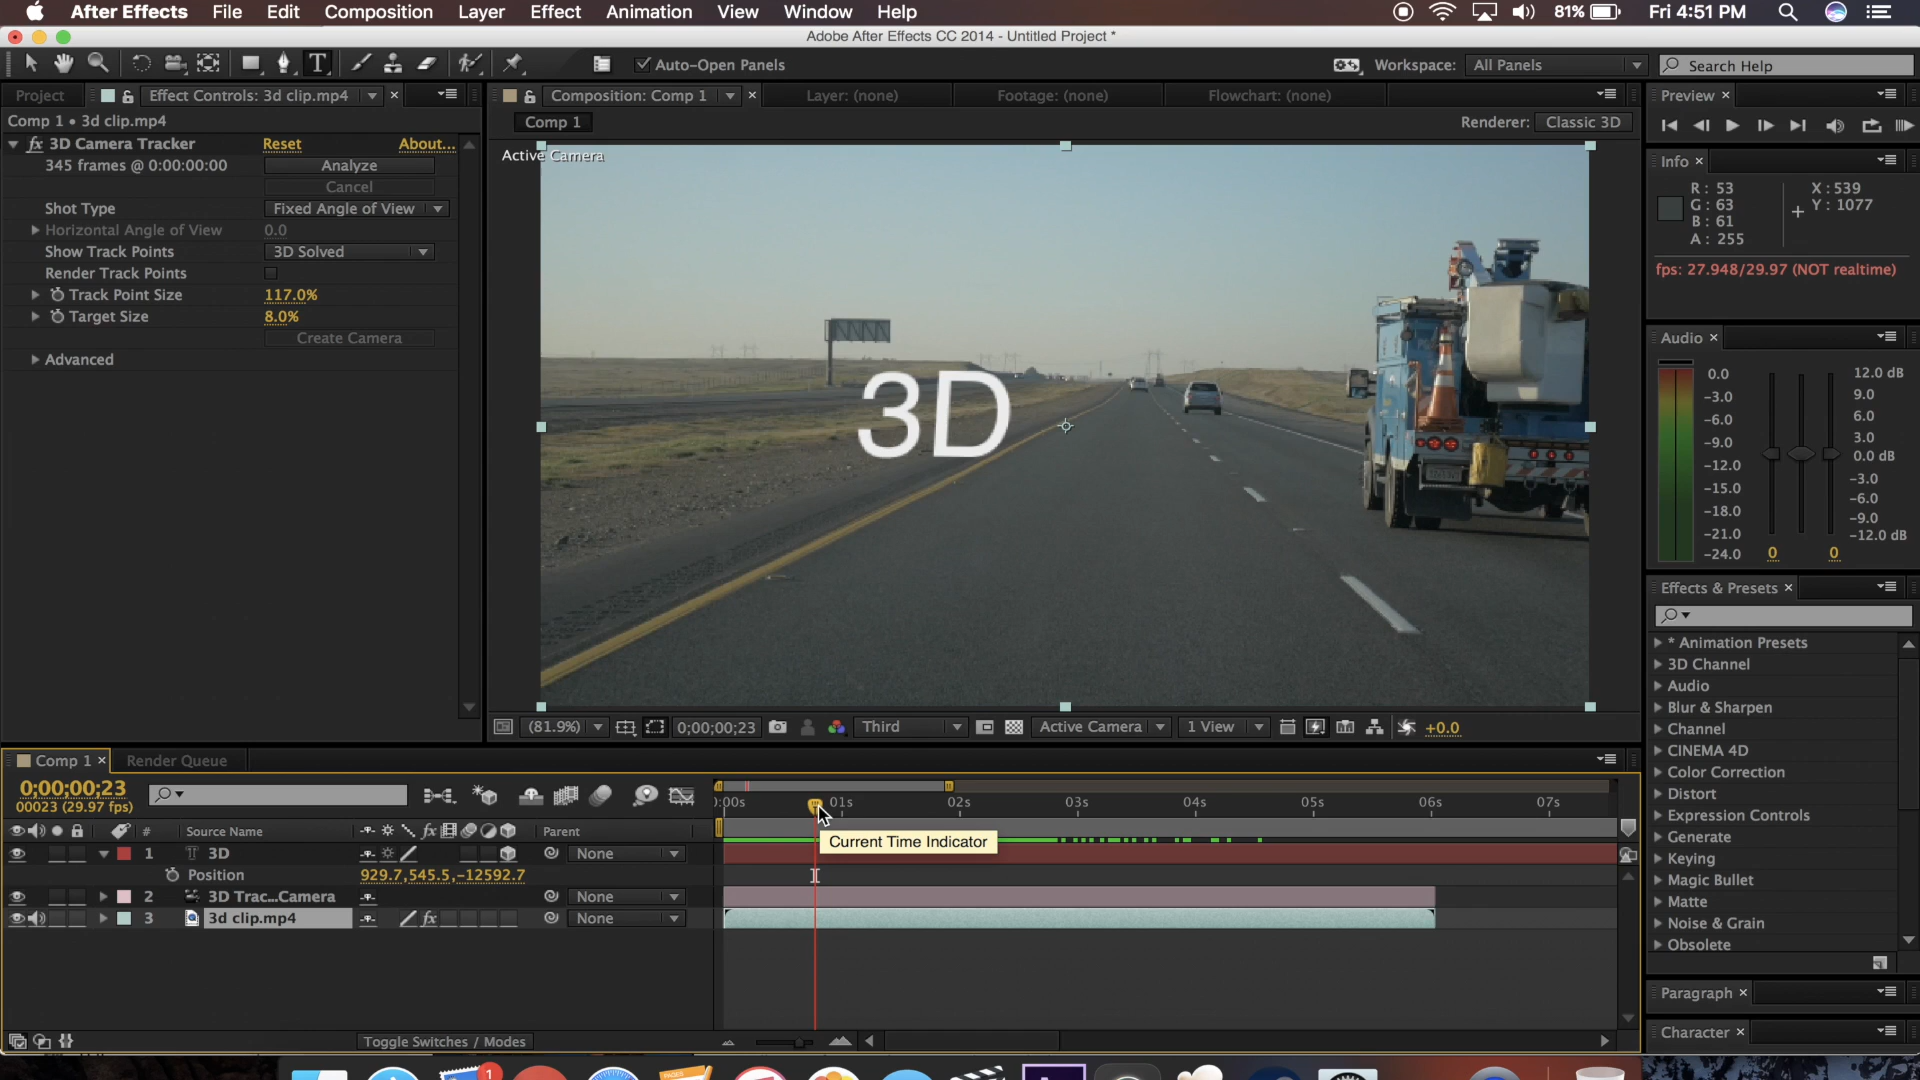 After Effects File Edit Composition Layer Effect Animation View Window Help 81% Fri 4:51 PM
Adobe After Effects CC 2014 - Untitled Project *
Auto-Open Panels Workspace: All Panels Search Help
Project Effect Controls: 3d clip.mp4 Composition: Comp 1 Layer: (none) Footage: (none) Flowchart: (none) Preview
Comp 1 • 3d clip.mp4 Comp 1 Renderer: Classic 3D
fx 3D Camera Tracker Reset About...
345 frames @ 0:00:00:00 Analyze
Cancel
Shot Type Fixed Angle of View
Horizontal Angle of View 0.0
Show Track Points 3D Solved
Render Track Points
Track Point Size 117.0%
Target Size 8.0%
Create Camera
Advanced
Active Camera
3D
(81.9%) 0;00;00;23 Third Active Camera 1 View +0.0
Info
R: 53 X: 539
G: 63 Y: 1077
B: 61
A: 255
fps: 27.948/29.97 (NOT realtime)
Audio
0.0 12.0 dB
-3.0 9.0
-6.0 6.0
-9.0 3.0
-12.0 0.0 dB
-15.0 -3.0
-18.0 -6.0
-21.0 -9.0
-24.0 -12.0 dB
0 0
Effects & Presets
* Animation Presets
3D Channel
Audio
Blur & Sharpen
Channel
CINEMA 4D
Color Correction
Distort
Expression Controls
Generate
Keying
Magic Bullet
Matte
Noise & Grain
Obsolete
Paragraph
Character
Comp 1 Render Queue
0;00;00;23
00023 (29.97 fps)
:00s 01s 02s 03s 04s 05s 06s 07s
# Source Name fx Parent
Current Time Indicator
1 T 3D None
Position 929.7,545.5,-12592.7
2 3D Trac...Camera None
3 3d clip.mp4 fx None
Toggle Switches / Modes
1